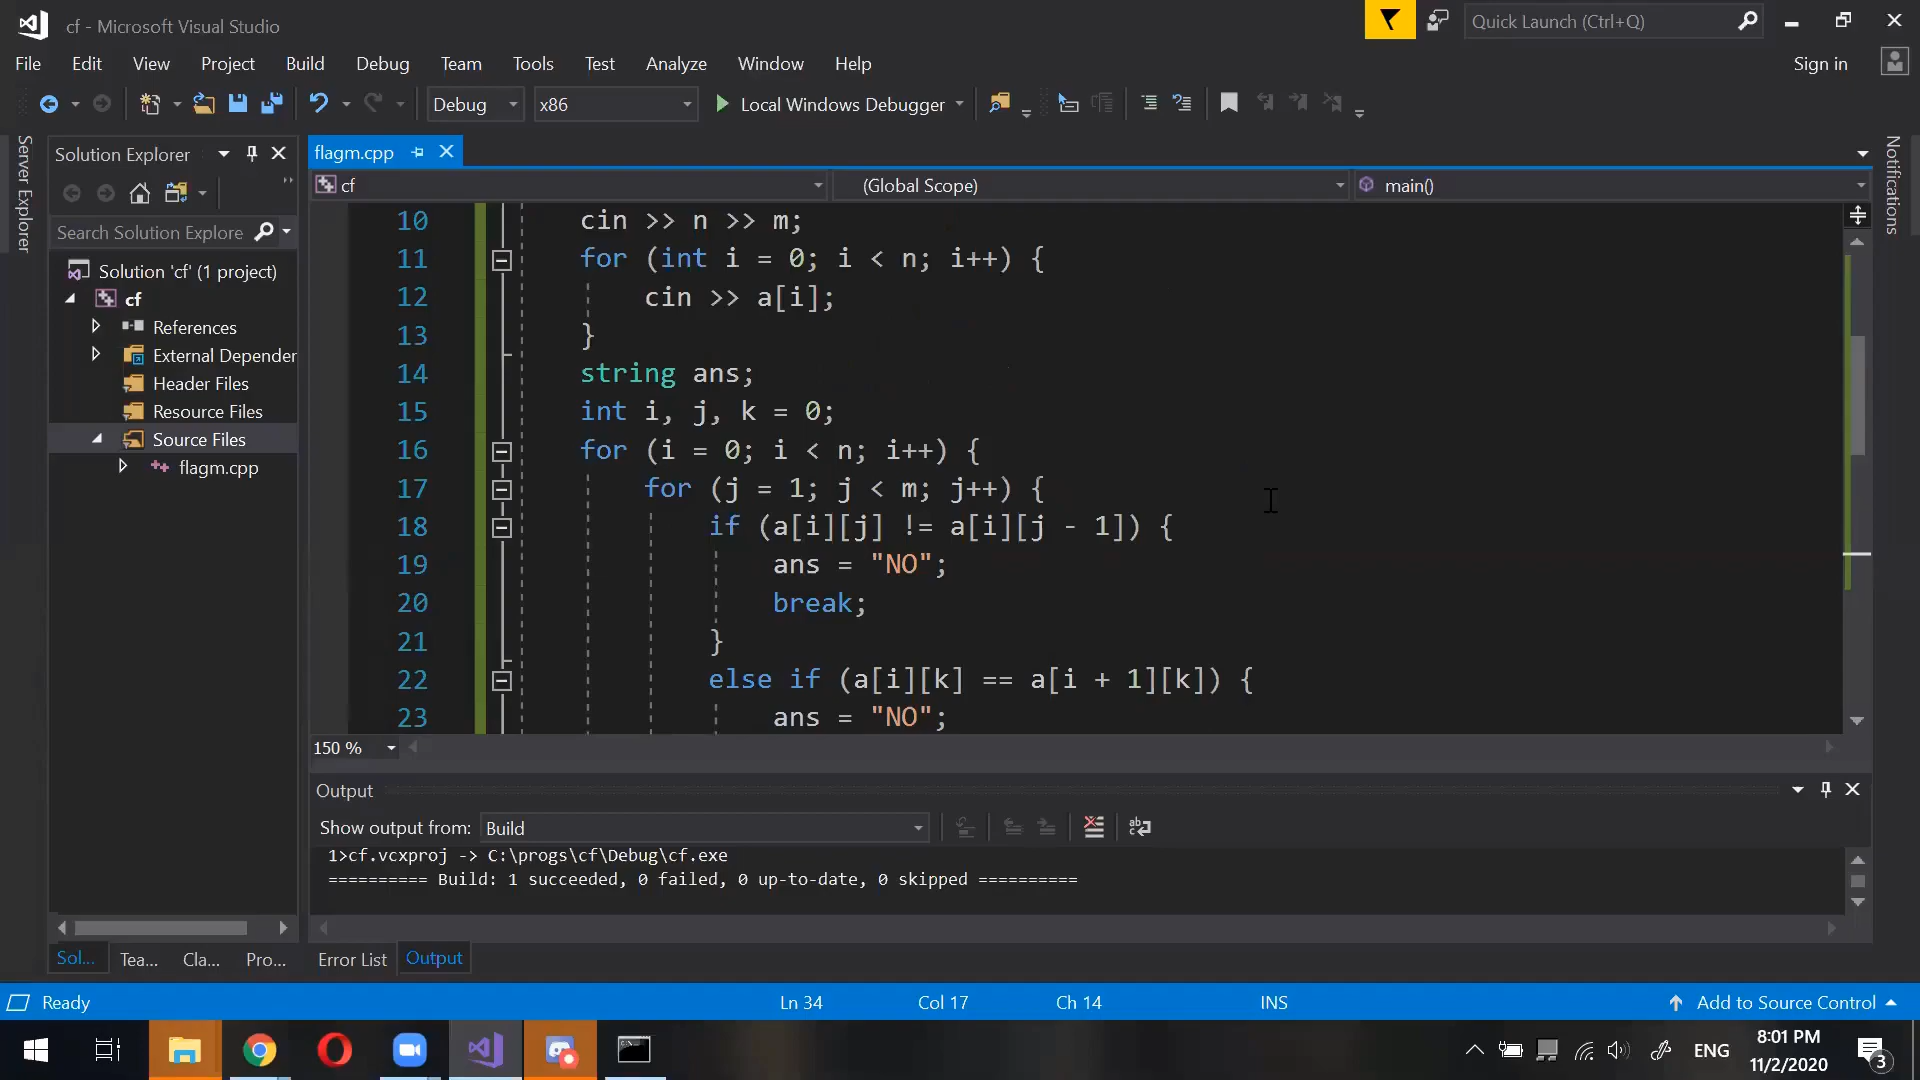 cf - Microsoft Visual Studio
Quick Launch (Ctrl+Q)
File Edit View Project Build Debug Team Tools Test Analyze Window Help
Sign in
Debug x86 Local Windows Debugger
Server Explorer
Solution Explorer
Search Solution Explore
Solution 'cf' (1 project)
cf
References
External Depender
Header Files
Resource Files
Source Files
flagm.cpp
Sol... Tea... Cla... Pro...
flagm.cpp
cf (Global Scope) main()
10 cin >> n >> m;
11 for (int i = 0; i < n; i++) {
12 cin >> a[i];
13 }
14 string ans;
15 int i, j, k = 0;
16 for (i = 0; i < n; i++) {
17 for (j = 1; j < m; j++) {
18 if (a[i][j] != a[i][j - 1]) {
19 ans = "NO";
20 break;
21 }
22 else if (a[i][k] == a[i + 1][k]) {
23 ans = "NO";
150 %
Output
Show output from: Build
1>cf.vcxproj -> C:\progs\cf\Debug\cf.exe
========== Build: 1 succeeded, 0 failed, 0 up-to-date, 0 skipped ==========
Error List Output
Notifications
Ready Ln 34 Col 17 Ch 14 INS Add to Source Control
ENG
8:01 PM
11/2/2020
3